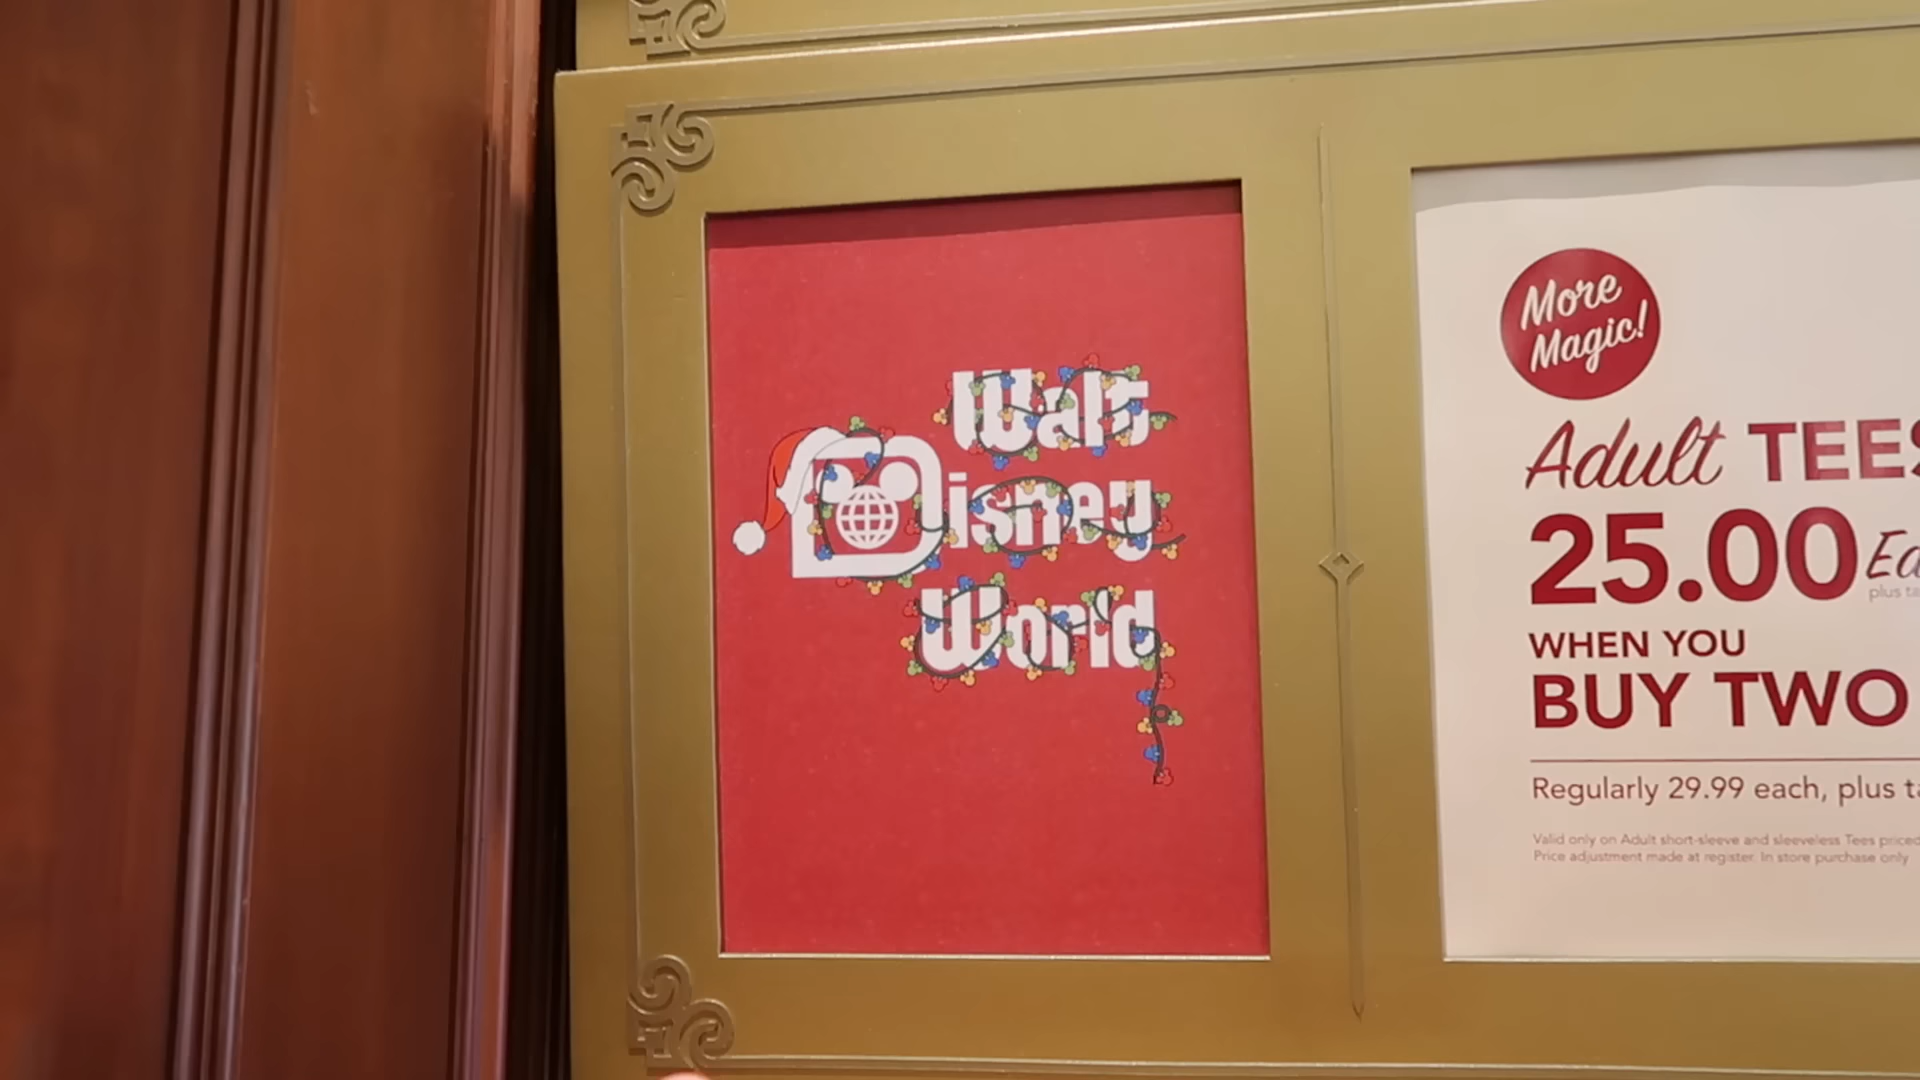 Walt
Disney
World
More
Magic!
Adult TEES
25.00
WHEN YOU
BUY TWO
Regularly 29.99 each, plus
Valid only on Adult short-sleeve and sleeveless Tees priced
Price adjustment made at register. In store purchase only